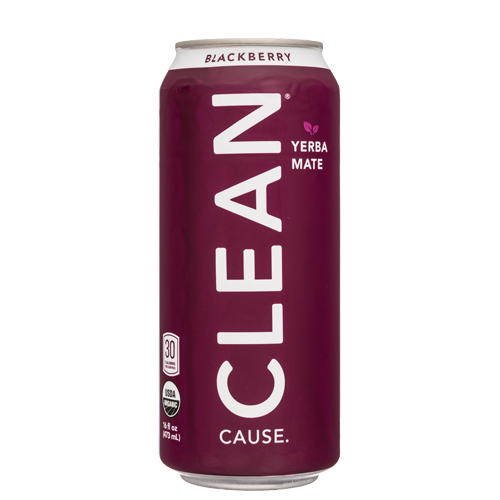 BLACKBERRY
CLEAN®
YERBA
MATE
30
USDA
ORGANIC
16 fl oz
(473 mL)
CAUSE.